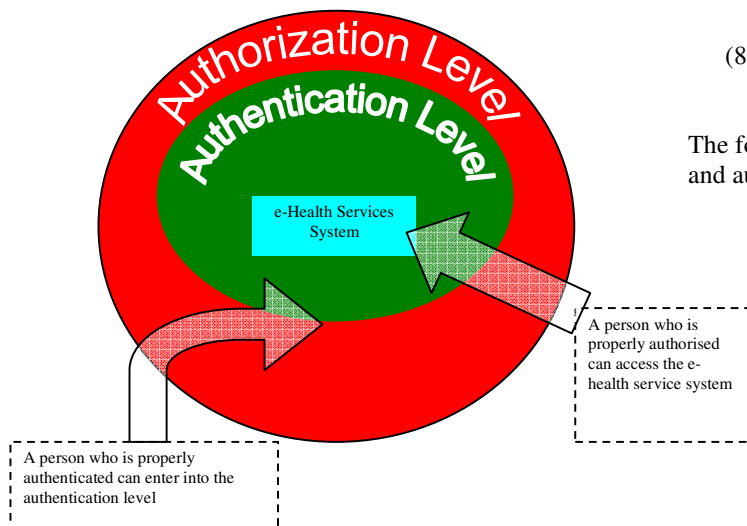 Authorization Level
Authentication Level
e-Health Services
System
(8
The fo
and au
A person who is
properly authorised
can access the e-
health service system
A person who is properly
authenticated can enter into the
authentication level